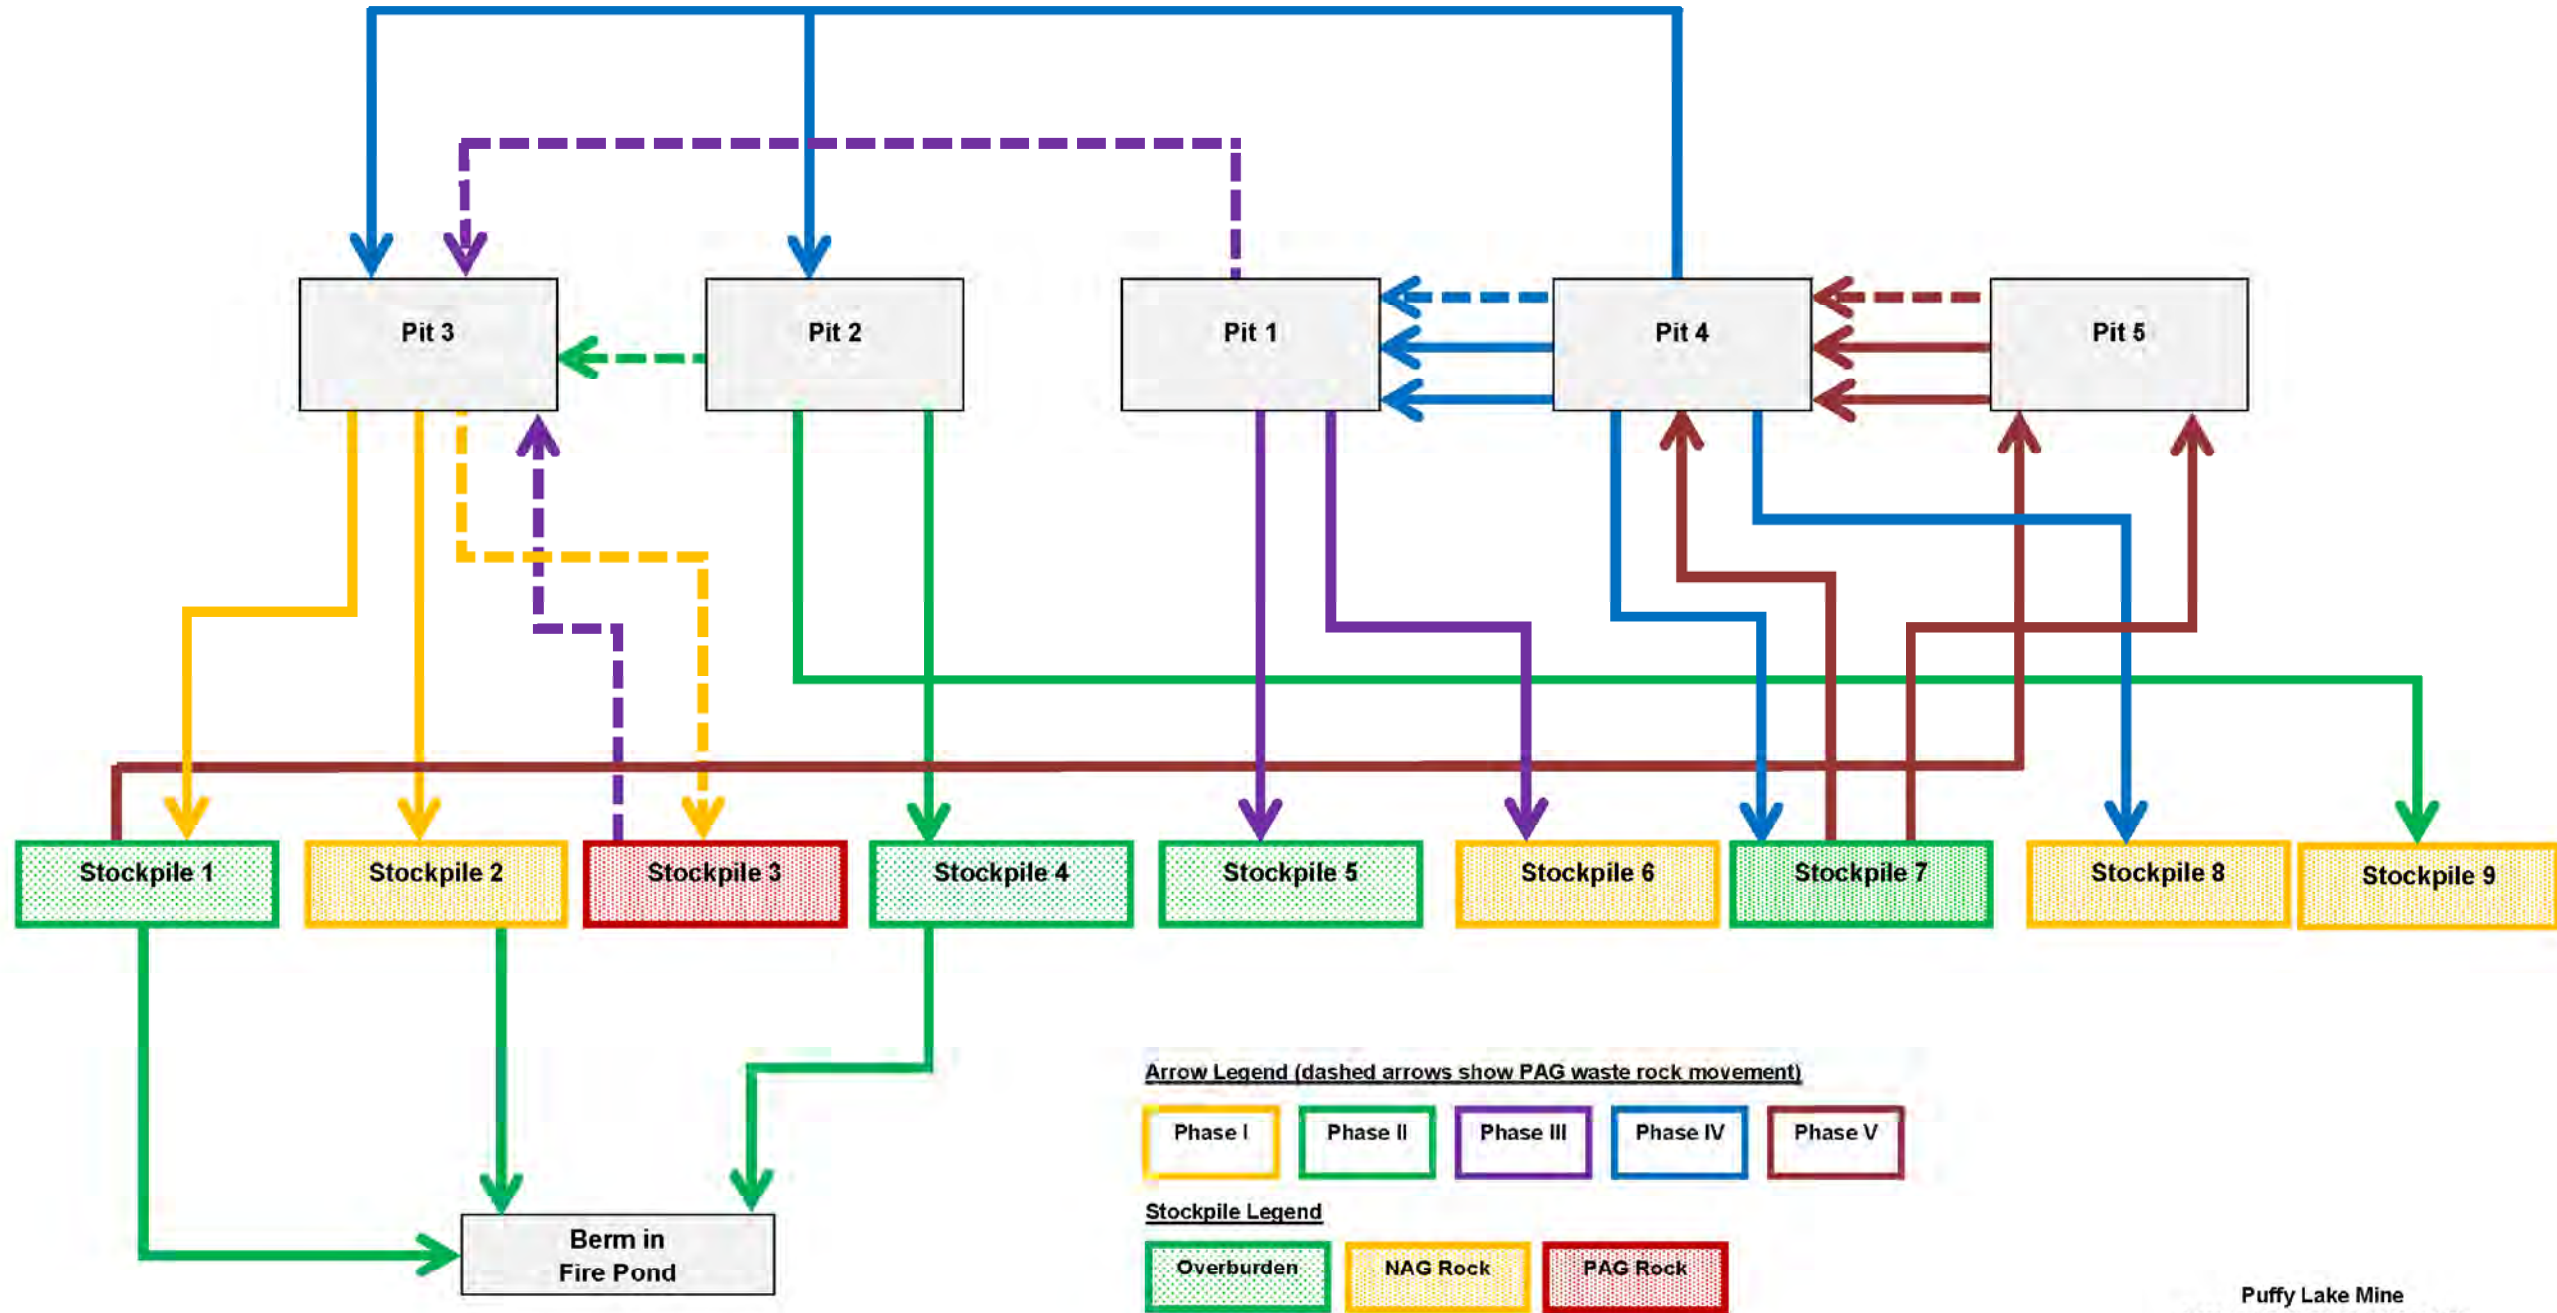 Pit 3
Pit 2
Pit 1
Pit 4
Pit 5
Stockpile 1
Stockpile 2
Stockpile 3
Stockpile 4
Stockpile 5
Stockpile 6
Stockpile 7
Stockpile 8
Stockpile 9
Berm in
Fire Pond
Arrow Legend (dashed arrows show PAG waste rock movement)
Phase I
Phase II
Phase III
Phase IV
Phase V
Stockpile Legend
Overburden
NAG Rock
PAG Rock
Puffy Lake Mine